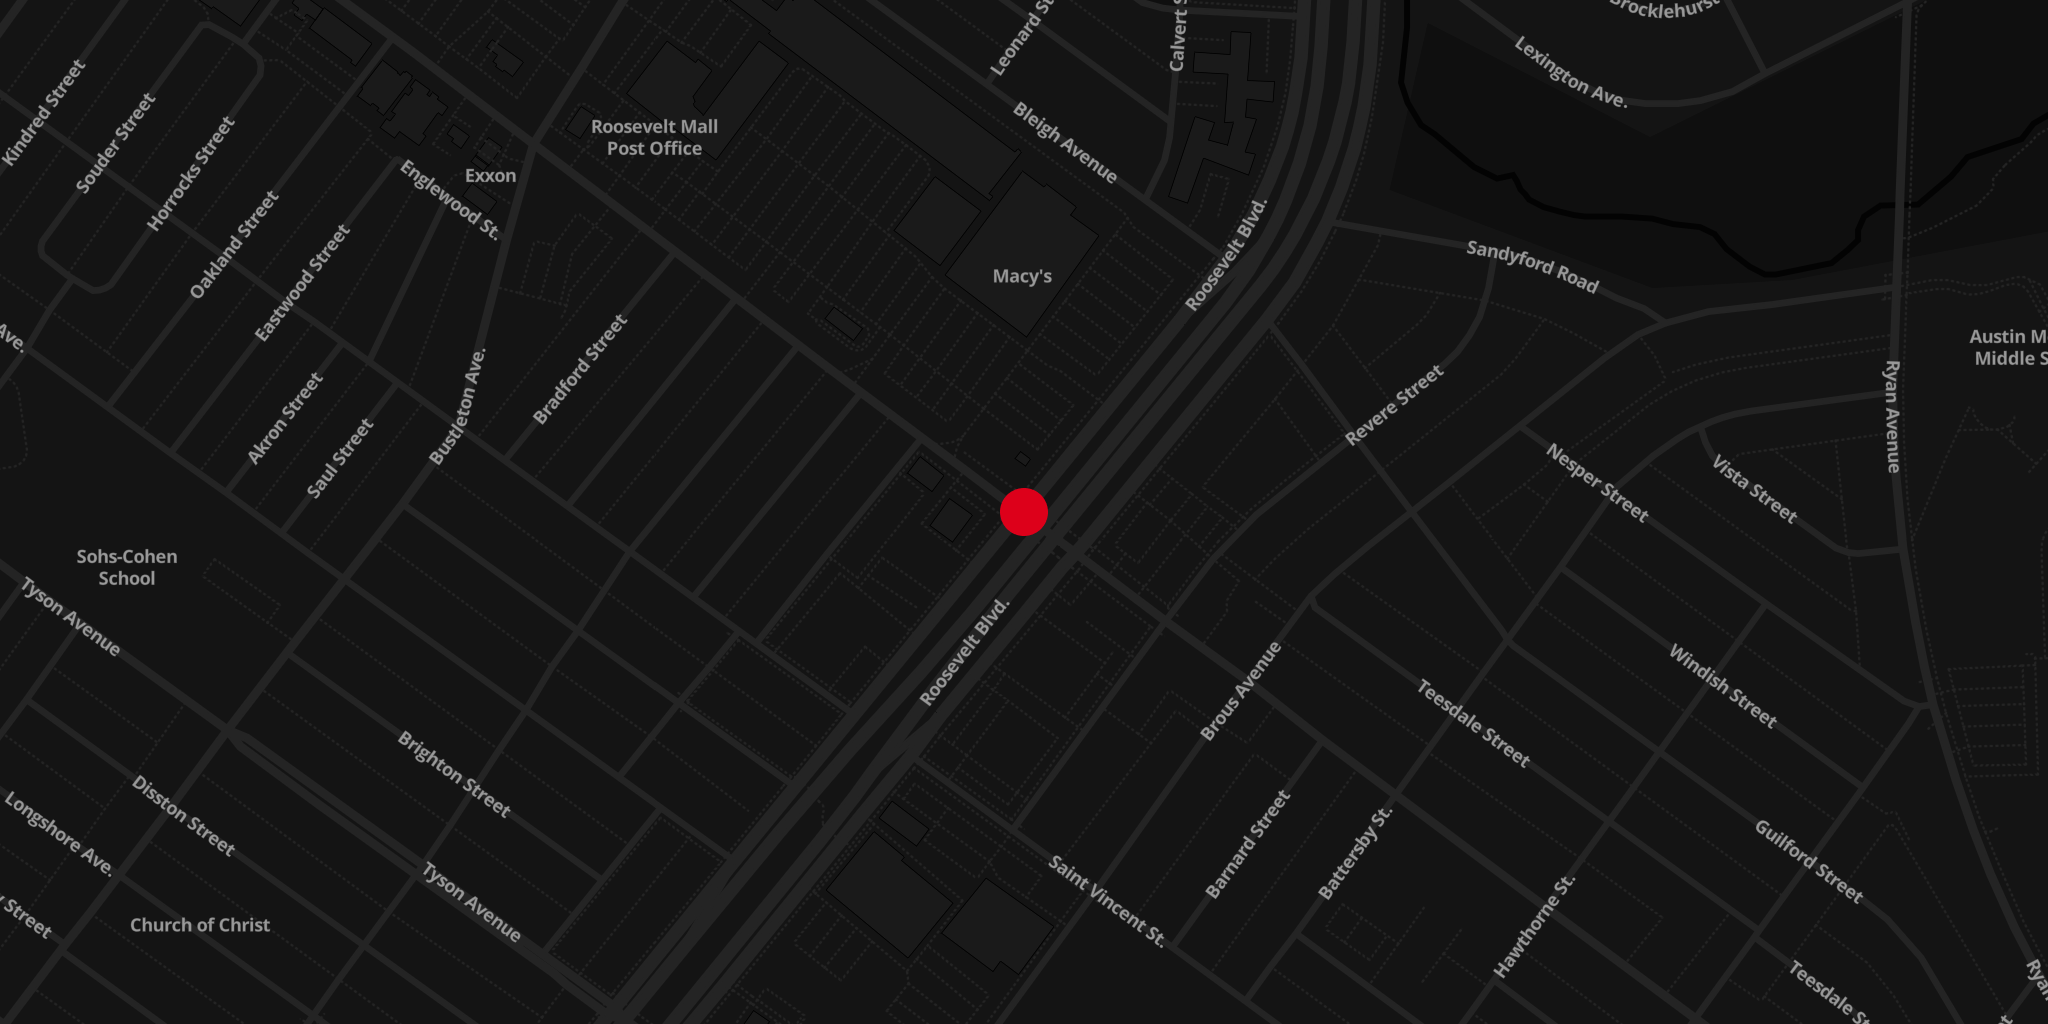 Brocklehurst
Leonard St
Calvert S
Lexington Ave.
Kindred Street
Souder Street
Horrocks Street
Roosevelt Mall
Post Office
Bleigh Avenue
Exxon
Englewood St.
Oakland Street
Eastwood Street
Roosevelt Blvd.
Macy's
Sandyford Road
Ave.
Austin M
Middle S
Bradford Street
Bustleton Ave.
Akron Street
Saul Street
Revere Street
Ryan Avenue
Nesper Street
Vista Street
Sohs-Cohen
School
Tyson Avenue
Roosevelt Blvd.
Brous Avenue
Windish Street
Teesdale Street
Brighton Street
Disston Street
Longshore Ave.
Barnard Street
Battersby St.
Guilford Street
Saint Vincent St.
Tyson Avenue
Hawthorne St.
Street
Church of Christ
Teesdale St
Ryan